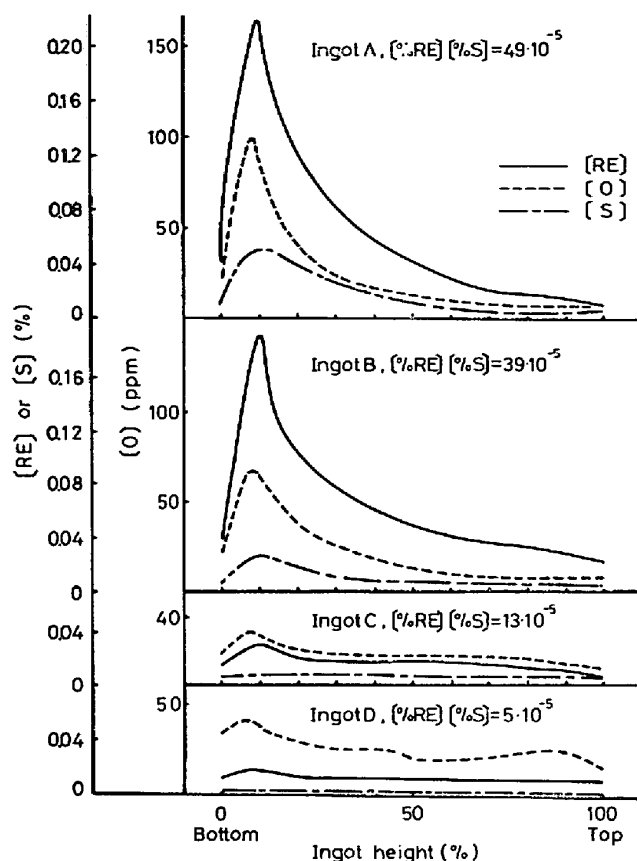 Ingot A, [%RE] [%S]=49·10⁻⁵
[RE]
[O]
[S]
0.20
0.16
0.12
0.08
0.04
0
150
100
50
Ingot B, [%RE] [%S]=39·10⁻⁵
0.16
0.12
0.08
0.04
0
100
50
Ingot C, [%RE] [%S]=13·10⁻⁵
0.04
0
40
Ingot D, [%RE] [%S]=5·10⁻⁵
0.04
0
50
[RE] or [S] (%)
[O] (ppm)
0 50 100
Bottom Top
Ingot height (%)